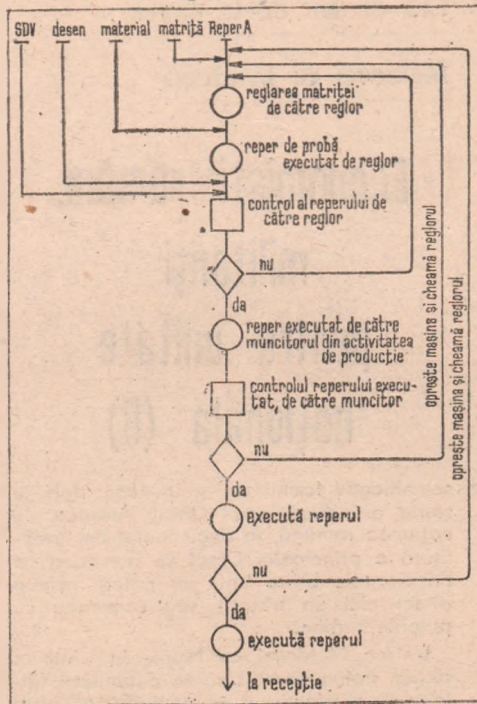 SDV desen material matriță Reper A
reglarea matriței
de către reglor
reper de probă
executat de reglor
control al reperului de
către reglor
nu
da
reper executat de către
muncitorul din activitatea
de producție
controlul reperului execu-
tat, de către muncitor
nu
da
execută reperul
nu
da
execută reperul
la recepție
oprește mașina și cheamă reglorul
oprește mașina și cheamă reglorul